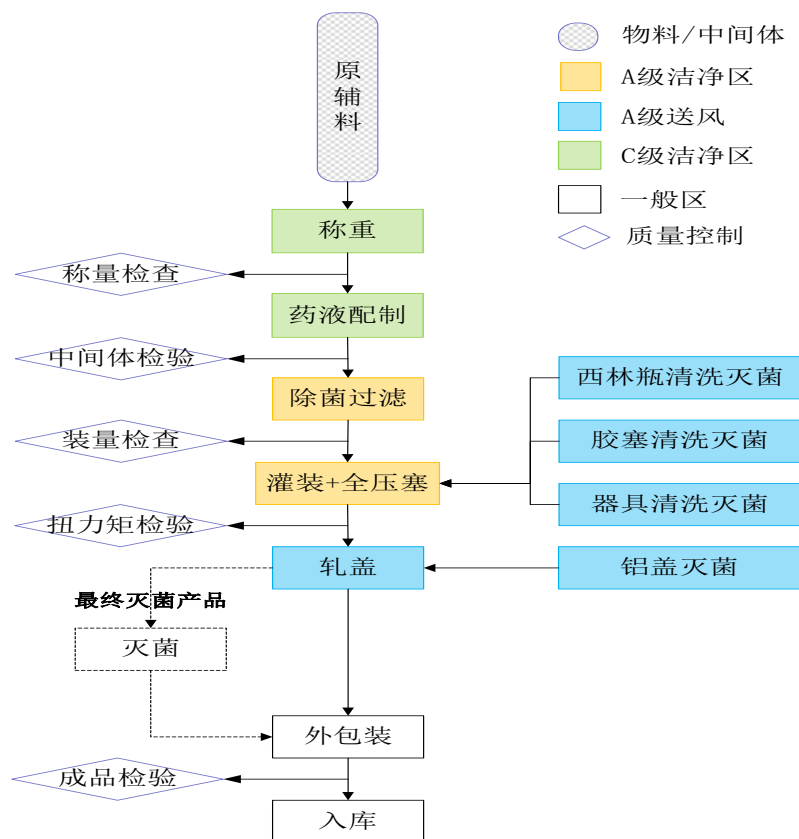 原辅料
物料/中间体
A级洁净区
A级送风
C级洁净区
一般区
质量控制
称重
称量检查
药液配制
中间体检验
除菌过滤
西林瓶清洗灭菌
装量检查
胶塞清洗灭菌
灌装+全压塞
器具清洗灭菌
扭力矩检验
轧盖
铝盖灭菌
最终灭菌产品
灭菌
外包装
成品检验
入库